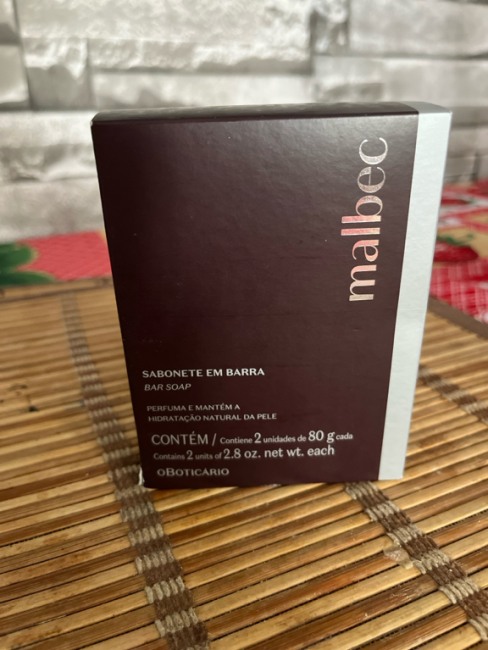 malbec
SABONETE EM BARRA
BAR SOAP
PERFUMA E MANTÉM A
HIDRATAÇÃO NATURAL DA PELE
CONTÉM / Contiene 2 unidades de 80 g cada
Contains 2 units of 2.8 oz. net wt. each
oBOTICÁRIO